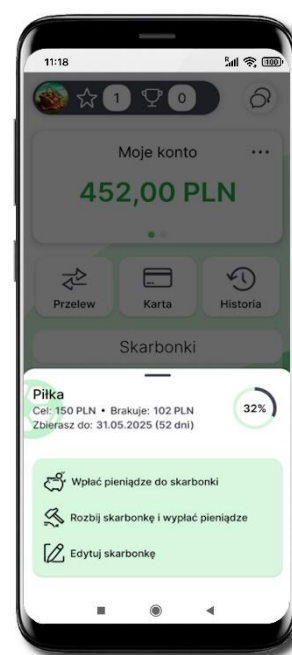 11:18
100
1
0
Moje konto
452,00 PLN
Przelew
Karta
Historia
Skarbonki
Piłka
Cel: 150 PLN • Brakuje: 102 PLN
Zbierasz do: 31.05.2025 (52 dni)
32%
Wpłać pieniądze do skarbonki
Rozbij skarbonkę i wypłać pieniądze
Edytuj skarbonkę